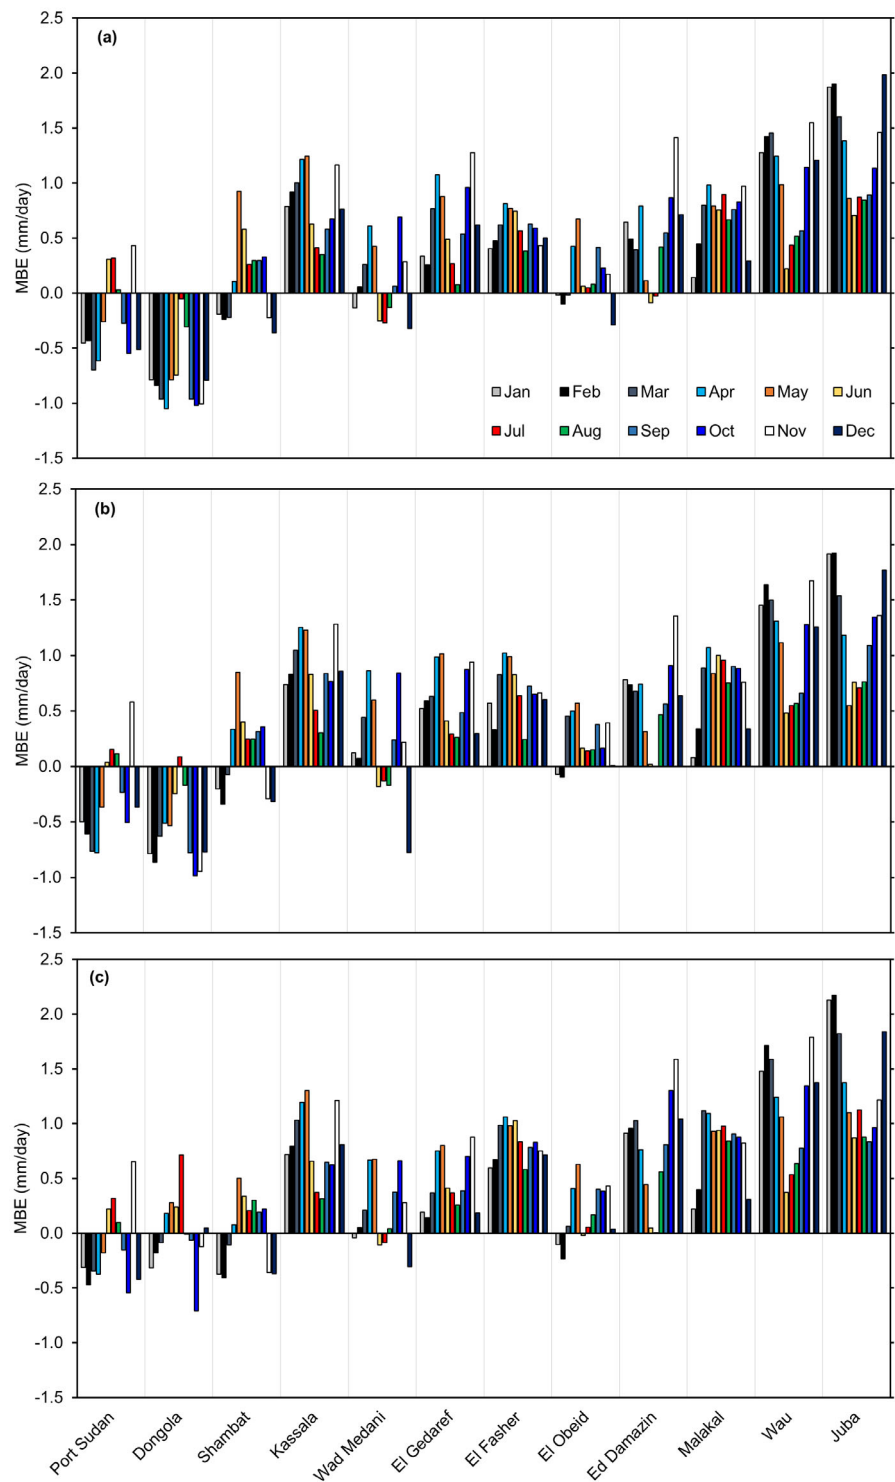 (a)
2.5
2.0
1.5
1.0
0.5
0.0
-0.5
-1.0
-1.5
MBE (mm/day)
Jan Feb Mar Apr May Jun
Jul Aug Sep Oct Nov Dec
(b)
2.5
2.0
1.5
1.0
0.5
0.0
-0.5
-1.0
-1.5
MBE (mm/day)
(c)
2.5
2.0
1.5
1.0
0.5
0.0
-0.5
-1.0
-1.5
MBE (mm/day)
Port Sudan
Dongola
Shambat
Kassala
Wad Medani
El Gedaref
El Fasher
El Obeid
Ed Damazin
Malakal
Wau
Juba